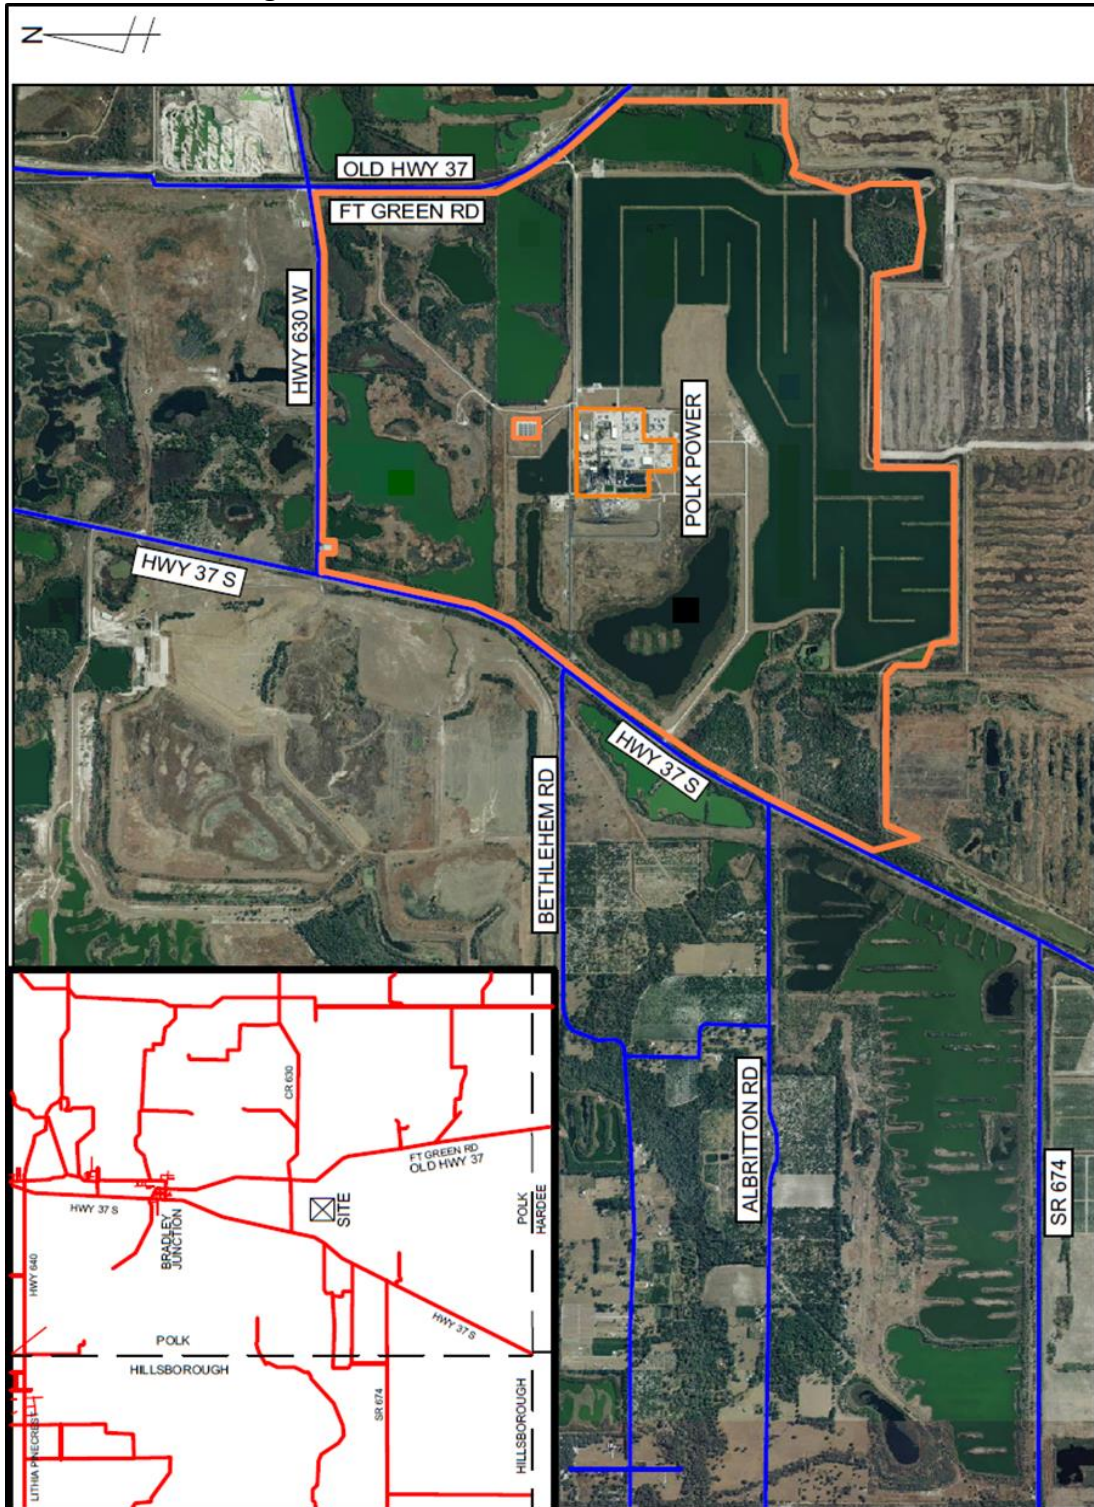 N
OLD HWY 37
FT GREEN RD
HWY 630 W
HWY 37 S
POLK POWER
HWY 37 S
BETHLEHEM RD
ALBRITTON RD
SR 674
CR 630
FT GREEN RD
OLD HWY 37
HWY 37 S
BRADLEY
JUNCTION
SITE
POLK
HARDEE
HWY 640
HWY 37 S
POLK
HILLSBOROUGH
SR 674
HILLSBOROUGH
LITHIA PINECREST